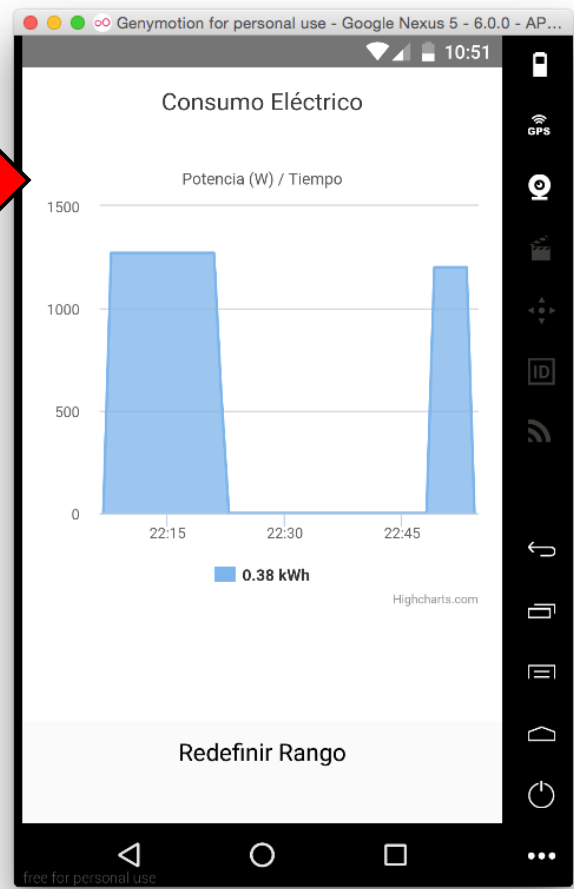 Genymotion for personal use - Google Nexus 5 - 6.0.0 - AP...
10:51
GPS
Consumo Eléctrico
Potencia (W) / Tiempo
1500
1000
500
0
22:15 22:30 22:45
0.38 kWh
Highcharts.com
ID
Redefinir Rango
free for personal use